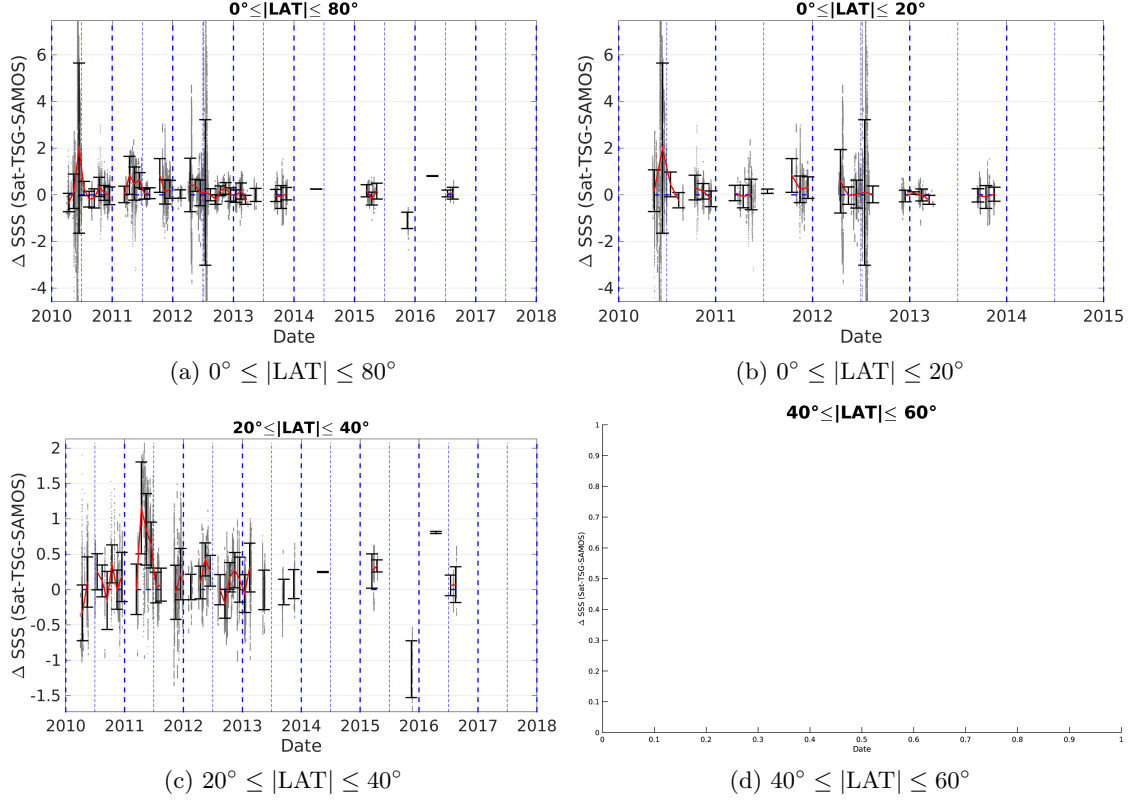 0°≤|LAT|≤ 80°
Δ SSS (Sat-TSG-SAMOS)
6
4
2
0
-2
-4
2010 2011 2012 2013 2014 2015 2016 2017 2018
Date
(a) 0° ≤ |LAT| ≤ 80°
0°≤|LAT|≤ 20°
Δ SSS (Sat-TSG-SAMOS)
6
4
2
0
-2
-4
2010 2011 2012 2013 2014 2015
Date
(b) 0° ≤ |LAT| ≤ 20°
20°≤|LAT|≤ 40°
Δ SSS (Sat-TSG-SAMOS)
2
1.5
1
0.5
0
-0.5
-1
-1.5
2010 2011 2012 2013 2014 2015 2016 2017 2018
Date
(c) 20° ≤ |LAT| ≤ 40°
40°≤|LAT|≤ 60°
Δ SSS (Sat-TSG-SAMOS)
1
0.9
0.8
0.7
0.6
0.5
0.4
0.3
0.2
0.1
0
0 0.1 0.2 0.3 0.4 0.5 0.6 0.7 0.8 0.9 1
Date
(d) 40° ≤ |LAT| ≤ 60°